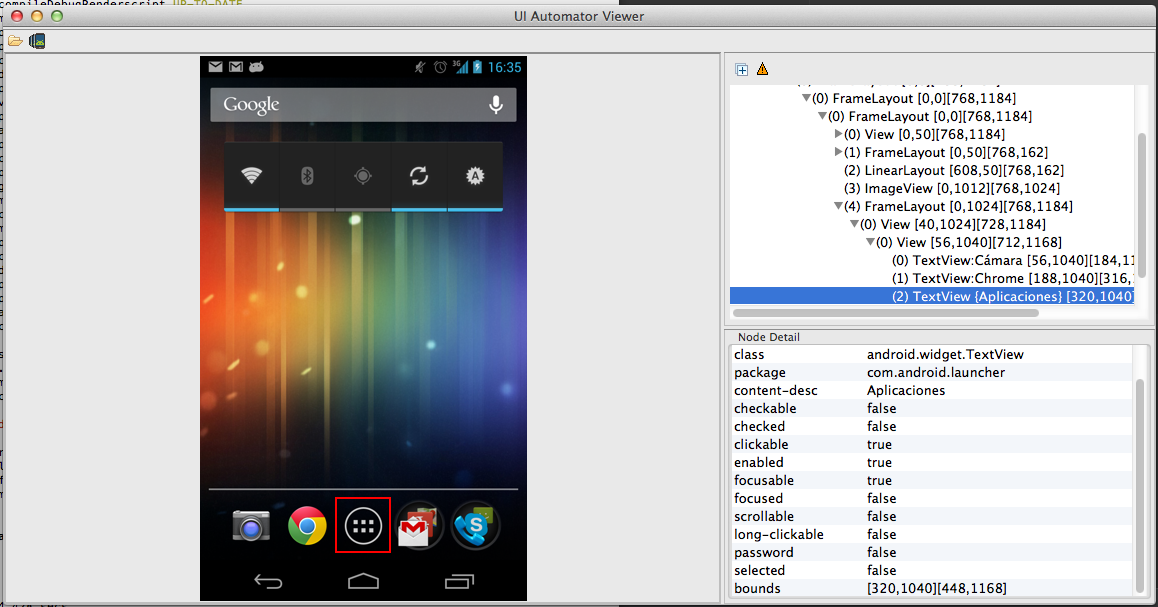 compileDebugRenderscript UP-TO-DATE
UI Automator Viewer
3G 16:35
Google
(0) FrameLayout [0,0][768,1184]
(0) FrameLayout [0,0][768,1184]
(0) View [0,50][768,1184]
(1) FrameLayout [0,50][768,162]
(2) LinearLayout [608,50][768,162]
(3) ImageView [0,1012][768,1024]
(4) FrameLayout [0,1024][768,1184]
(0) View [40,1024][728,1184]
(0) View [56,1040][712,1168]
(0) TextView:Cámara [56,1040][184,11
(1) TextView:Chrome [188,1040][316,
(2) TextView {Aplicaciones} [320,1040]
Node Detail
class android.widget.TextView
package com.android.launcher
content-desc Aplicaciones
checkable false
checked false
clickable true
enabled true
focusable true
focused false
scrollable false
long-clickable false
password false
selected false
bounds [320,1040][448,1168]